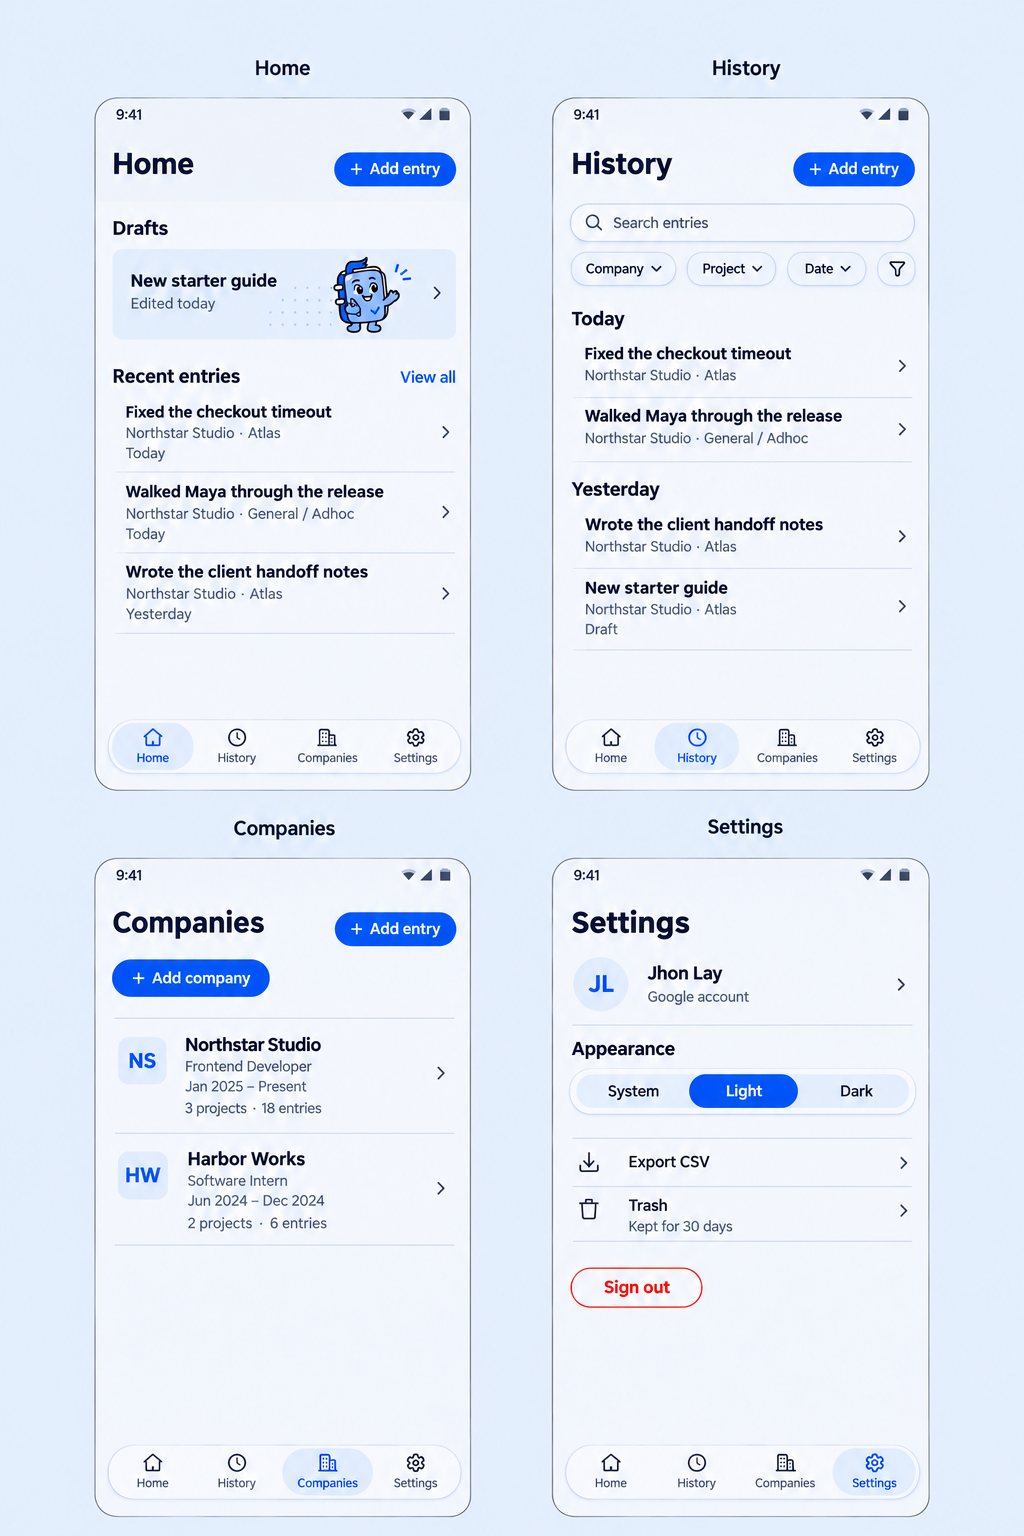 Home
9:41
Home
+ Add entry
Drafts
New starter guide
Edited today
Recent entries
View all
Fixed the checkout timeout
Northstar Studio · Atlas
Today
Walked Maya through the release
Northstar Studio · General / Adhoc
Today
Wrote the client handoff notes
Northstar Studio · Atlas
Yesterday
Home
History
Companies
Settings
History
9:41
History
+ Add entry
Search entries
Company
Project
Date
Today
Fixed the checkout timeout
Northstar Studio · Atlas
Walked Maya through the release
Northstar Studio · General / Adhoc
Yesterday
Wrote the client handoff notes
Northstar Studio · Atlas
New starter guide
Northstar Studio · Atlas
Draft
Home
History
Companies
Settings
Companies
9:41
Companies
+ Add entry
+ Add company
NS
Northstar Studio
Frontend Developer
Jan 2025 – Present
3 projects · 18 entries
HW
Harbor Works
Software Intern
Jun 2024 – Dec 2024
2 projects · 6 entries
Home
History
Companies
Settings
Settings
9:41
Settings
JL
Jhon Lay
Google account
Appearance
System
Light
Dark
Export CSV
Trash
Kept for 30 days
Sign out
Home
History
Companies
Settings